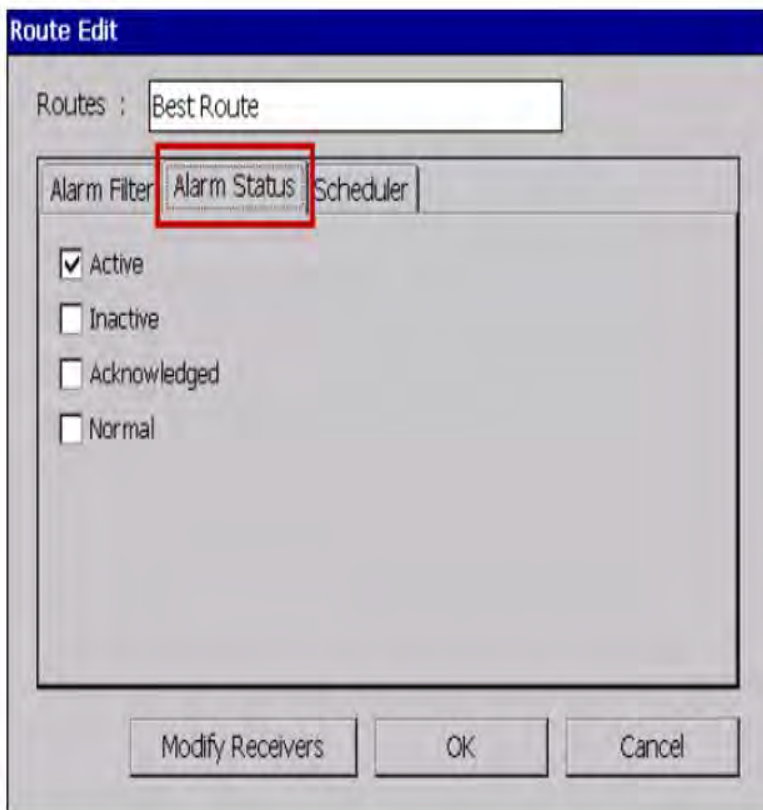 Route Edit
Routes : Best Route
Alarm Filter Alarm Status Scheduler
Active
Inactive
Acknowledged
Normal
Modify Receivers OK Cancel